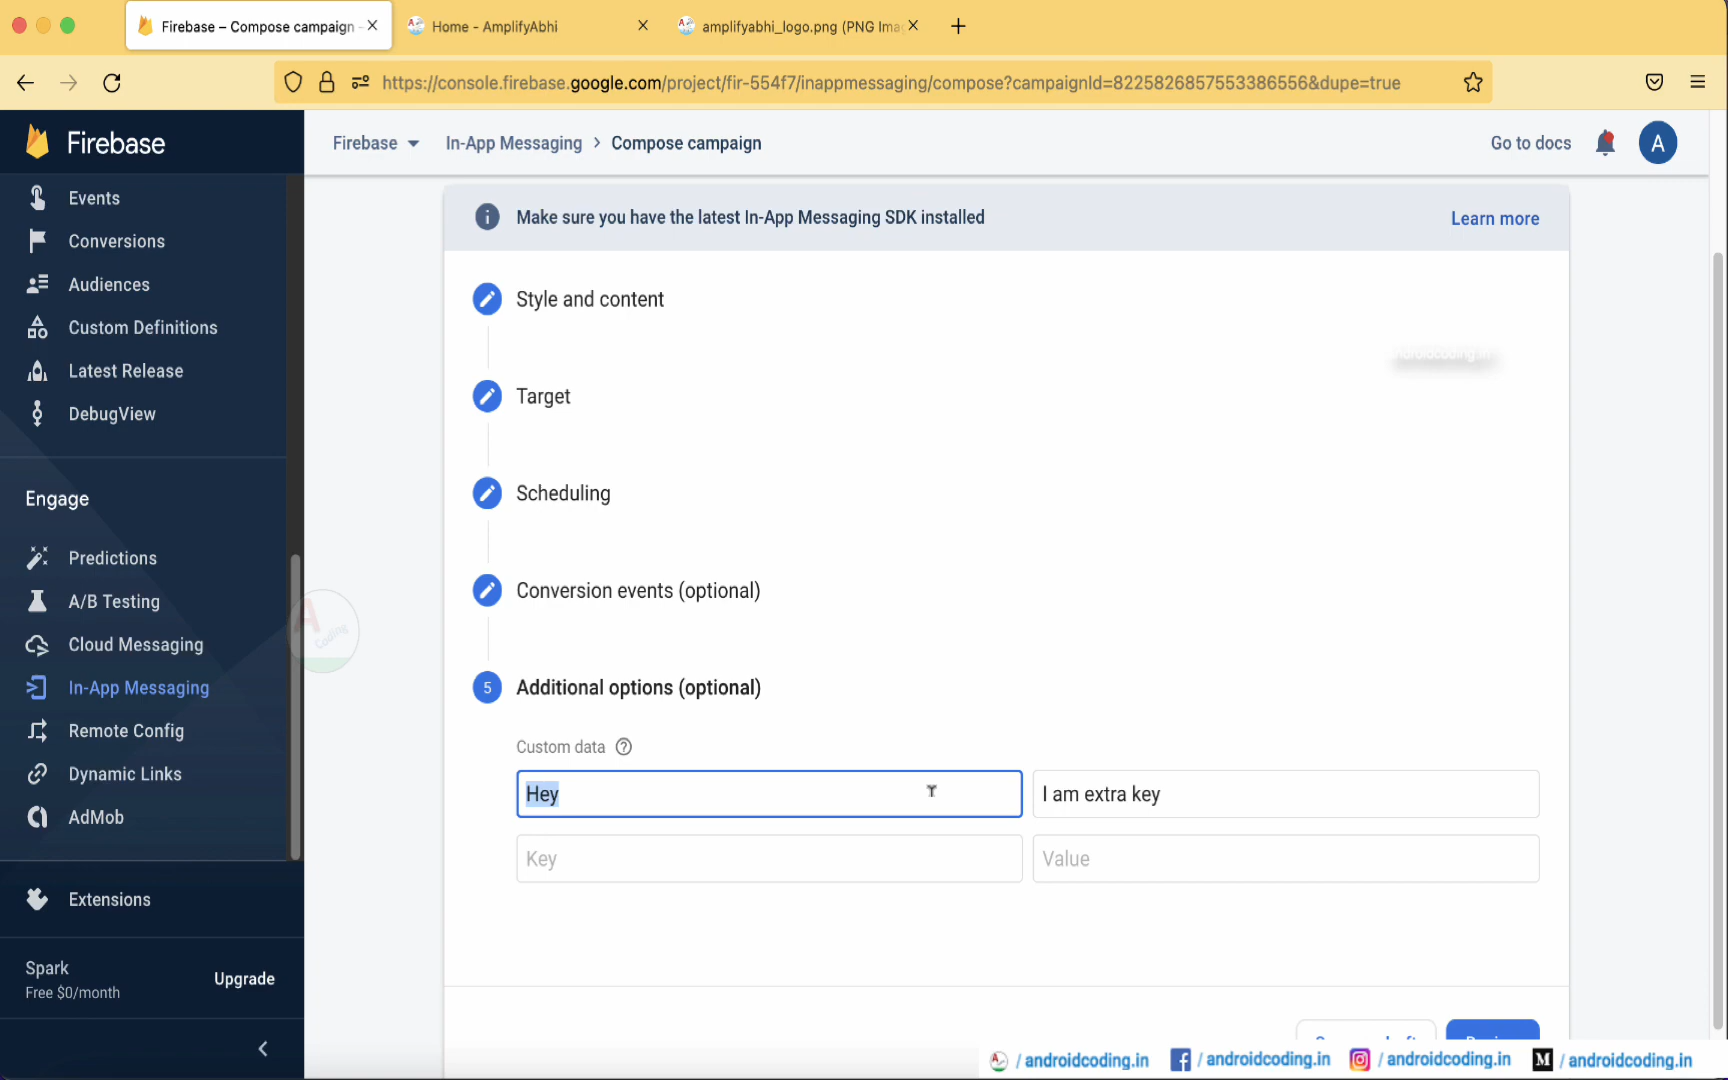 Firebase – Compose campaign -
Home - AmplifyAbhi
amplifyabhi_logo.png (PNG Ima
https://console.firebase.google.com/project/fir-554f7/inappmessaging/compose?campaignId=8225826857553386556&dupe=true
Firebase
Firebase
In-App Messaging > Compose campaign
Go to docs
A
Events
Conversions
Audiences
Custom Definitions
Latest Release
DebugView
Engage
Predictions
A/B Testing
Cloud Messaging
In-App Messaging
Remote Config
Dynamic Links
AdMob
Extensions
Spark
Free $0/month
Upgrade
Make sure you have the latest In-App Messaging SDK installed
Learn more
Style and content
androidcoding.in
Target
Scheduling
Conversion events (optional)
A
Coding
5 Additional options (optional)
Custom data
Hey
I am extra key
Key
Value
/ androidcoding.in
/ androidcoding.in
/ androidcoding.in
M / androidcoding.in